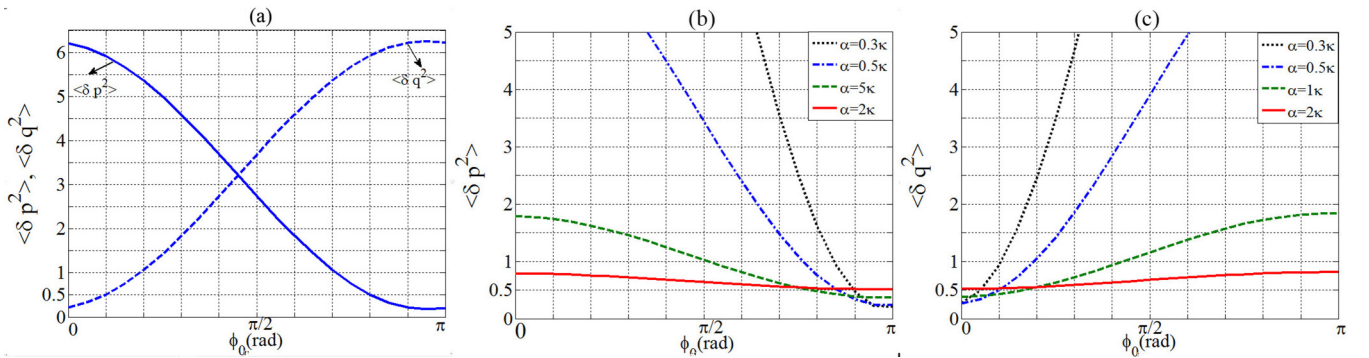 (a)
<δ p²>, <δ q²>
6
5
4
3
2
1
0.5
0
<δ p²>
<δ q²>
0
π/2
π
ϕ₀(rad)
(b)
<δ p²>
5
4
3
2
1
0.5
0
α=0.3κ
α=0.5κ
α=5κ
α=2κ
0
π/2
π
ϕ₀(rad)
(c)
<δ q²>
5
4
3
2
1
0.5
0
α=0.3κ
α=0.5κ
α=1κ
α=2κ
0
π/2
π
ϕ₀(rad)